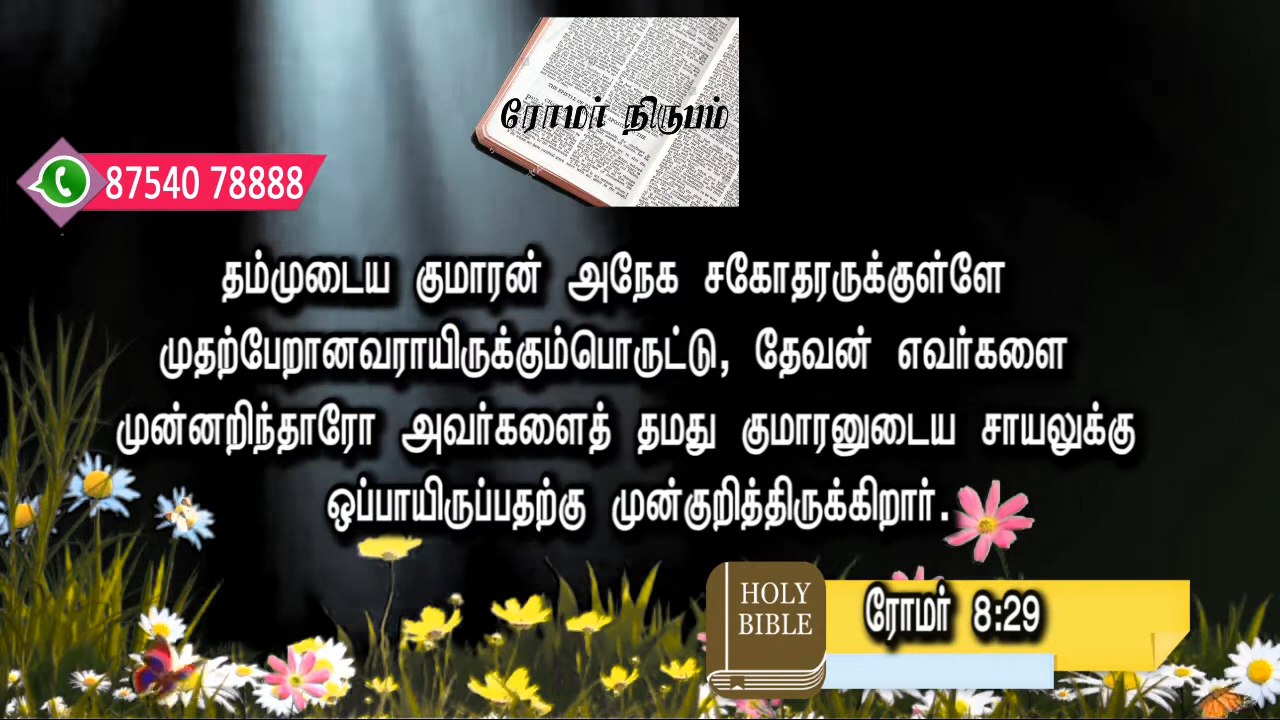 ரோமர் நிருபம்
87540 78888
தம்முடைய குமாரன் அநேக சகோதரருக்குள்ளே
முதற்பேறானவராயிருக்கும்பொருட்டு, தேவன் எவர்களை
முன்னறிந்தாரோ அவர்களைத் தமது குமாரனுடைய சாயலுக்கு
ஒப்பாயிருப்பதற்கு முன்குறித்திருக்கிறார்.
HOLY
BIBLE
ரோமர் 8:29